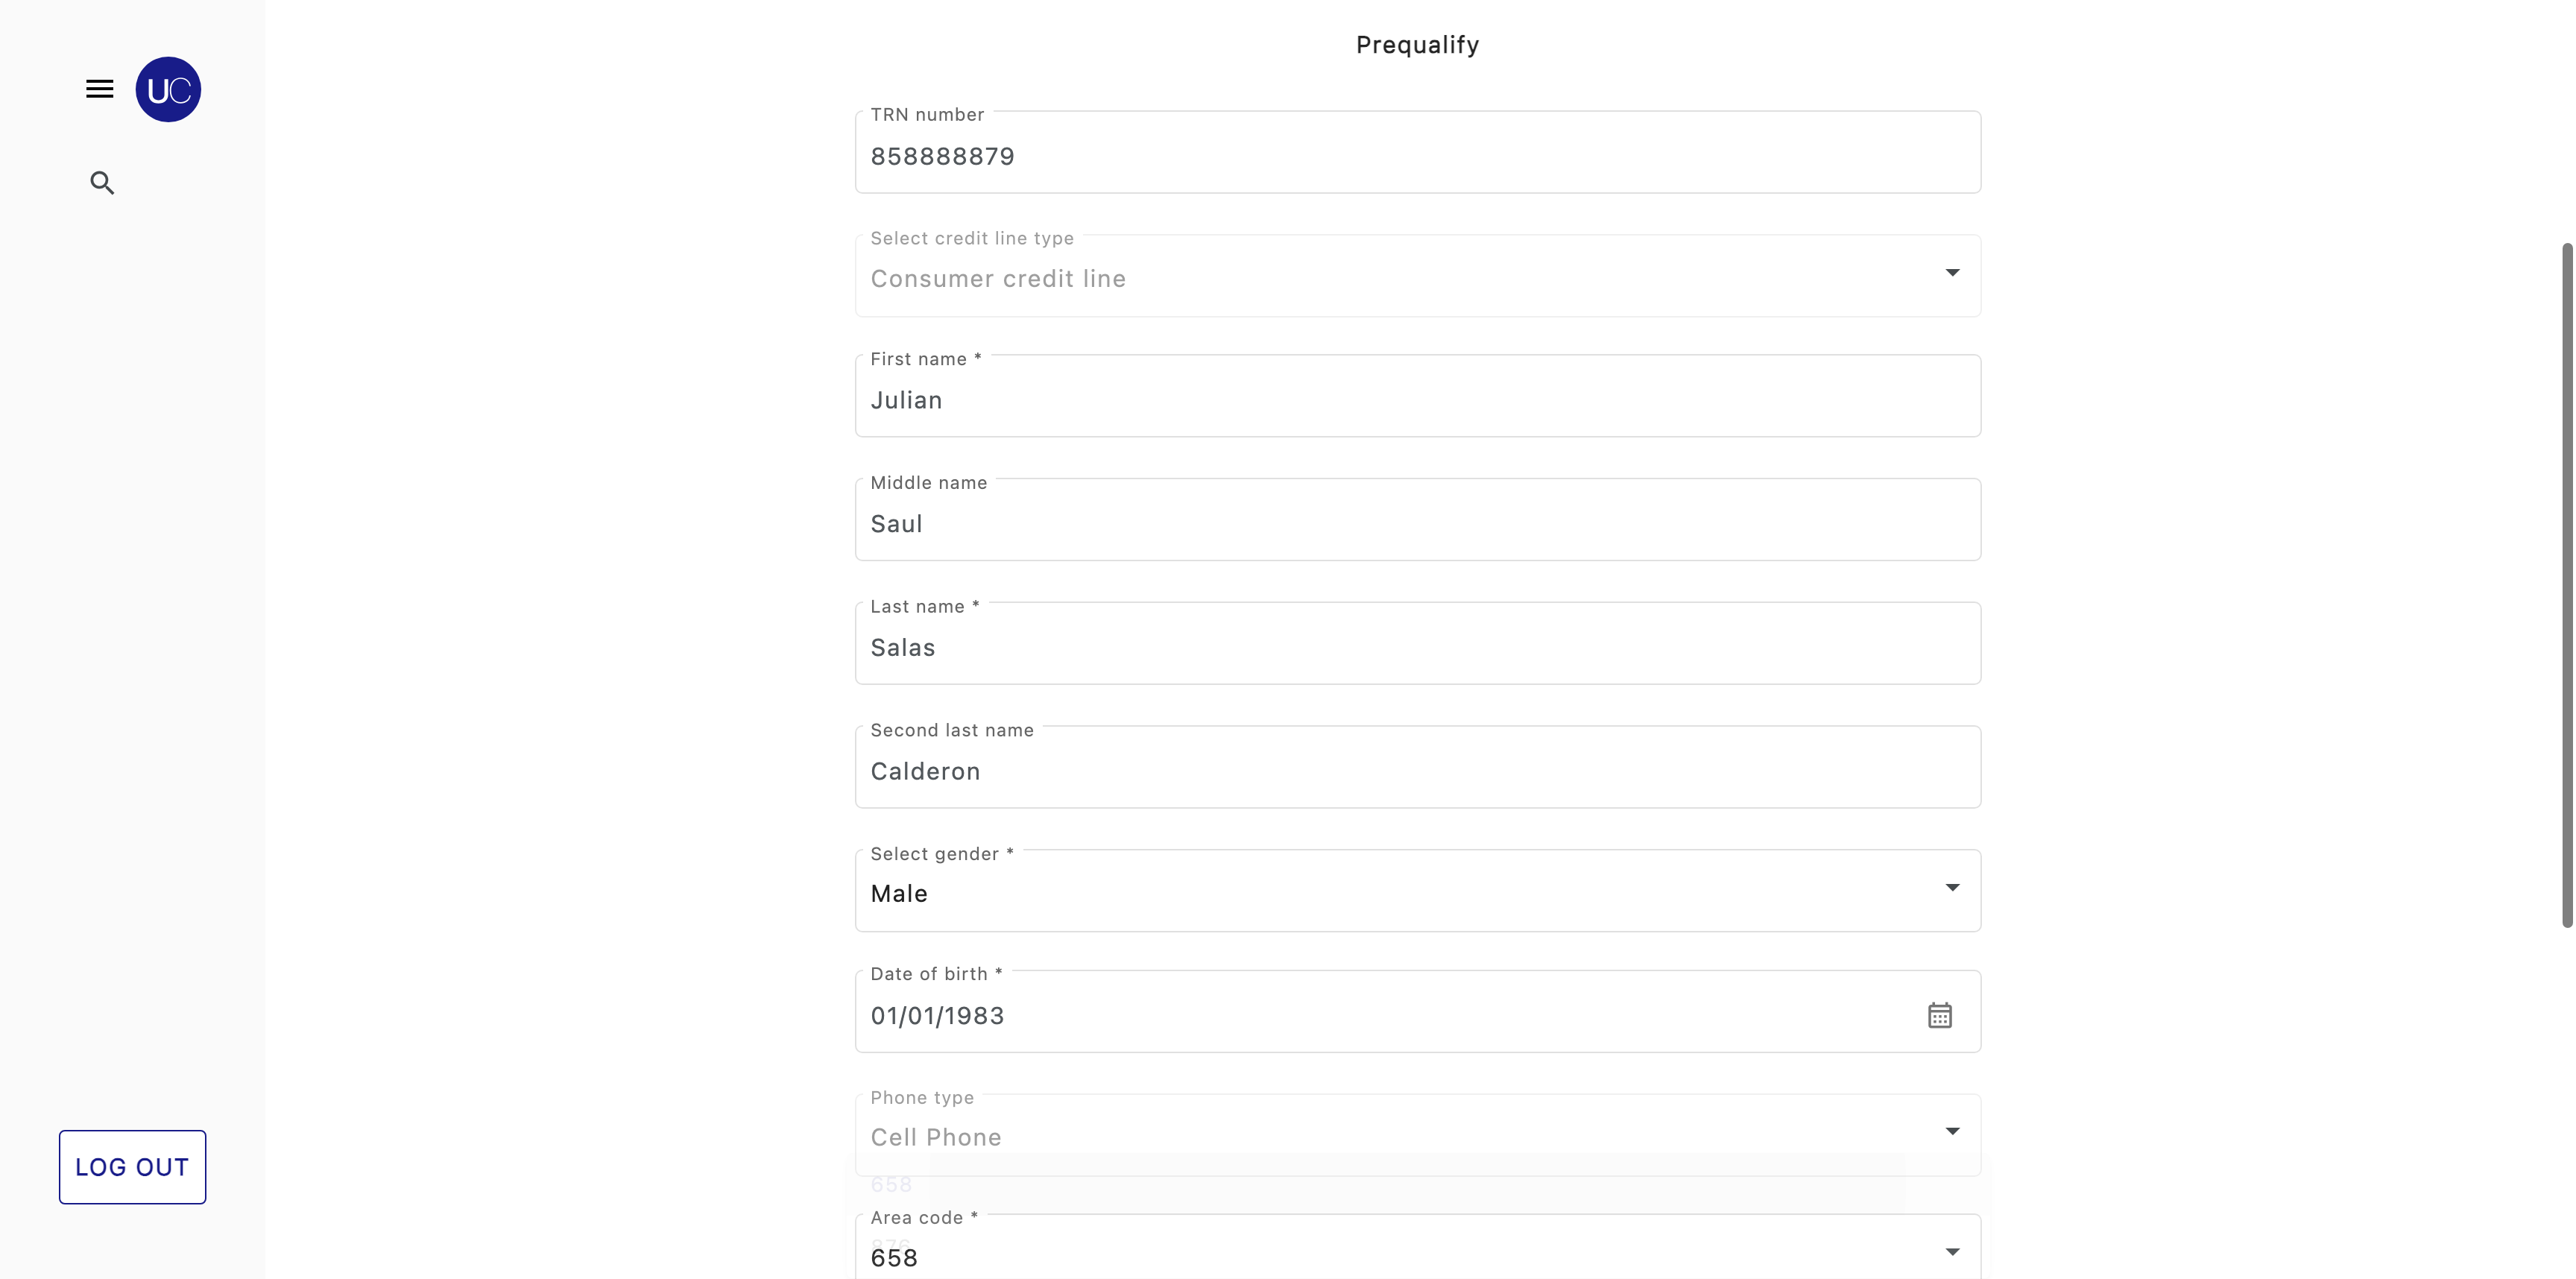 Prequalify
UC
TRN number
858888879
Select credit line type
Consumer credit line
First name *
Julian
Middle name
Saul
Last name *
Salas
Second last name
Calderon
Select gender *
Male
Date of birth *
01/01/1983
Phone type
Cell Phone
658
Area code *
876
658
LOG OUT